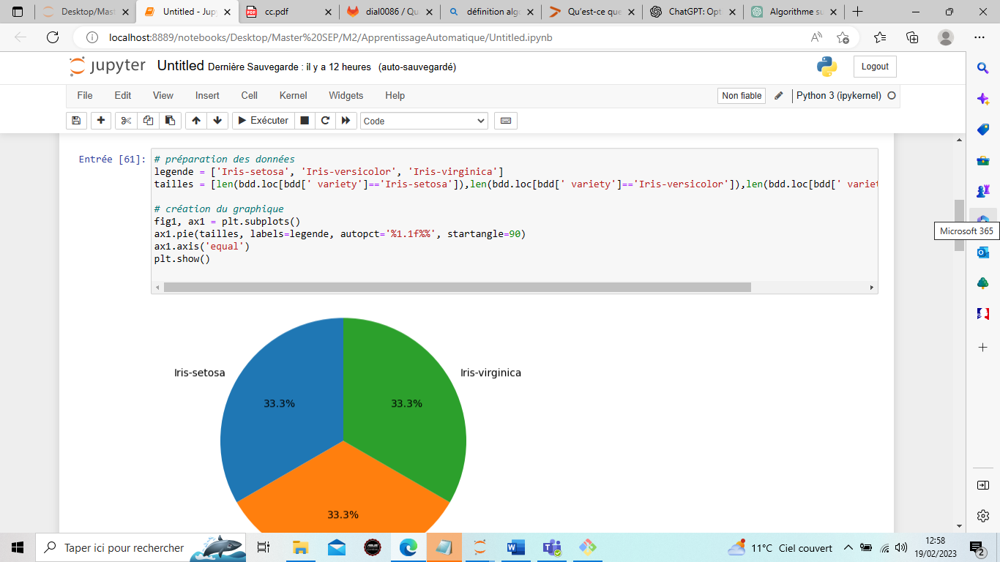 Desktop/Mast
Untitled - Jup
cc.pdf
dial0086 / Qu
définition algo
Qu'est-ce que
ChatGPT: Opt
Algorithme su
localhost:8889/notebooks/Desktop/Master%20SEP/M2/ApprentissageAutomatique/Untitled.ipynb
jupyter Untitled Dernière Sauvegarde : il y a 12 heures (auto-sauvegardé)
Logout
File Edit View Insert Cell Kernel Widgets Help
Non fiable
Python 3 (ipykernel)
Exécuter
Code
Entrée [61]:
# préparation des données
legende = ['Iris-setosa', 'Iris-versicolor', 'Iris-virginica']
tailles = [len(bdd.loc[bdd[' variety']=='Iris-setosa']),len(bdd.loc[bdd[' variety']=='Iris-versicolor']),len(bdd.loc[bdd[' variet
# création du graphique
fig1, ax1 = plt.subplots()
ax1.pie(tailles, labels=legende, autopct='%1.1f%%', startangle=90)
ax1.axis('equal')
plt.show()
Microsoft 365
Iris-setosa
Iris-virginica
33.3%
33.3%
33.3%
Taper ici pour rechercher
11°C Ciel couvert
12:58
19/02/2023
2